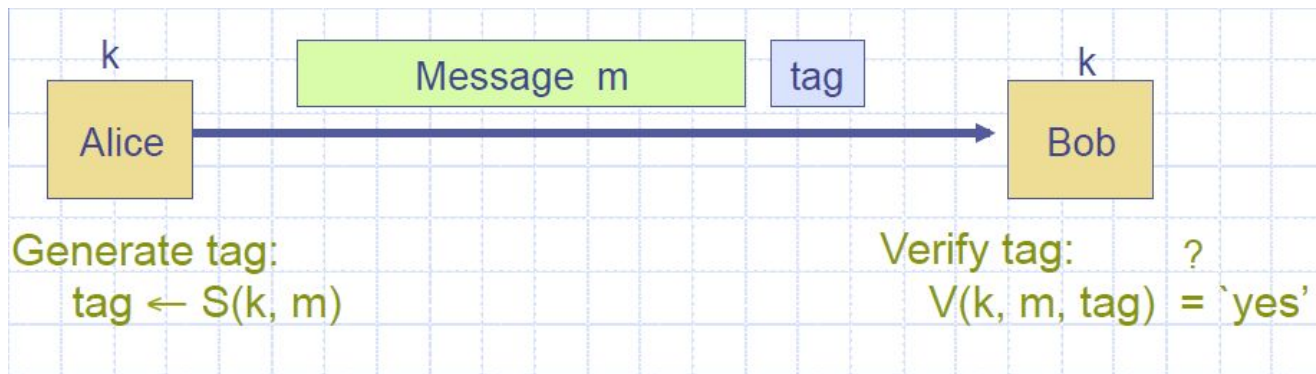 k
Message m
tag
k
Alice
Bob
Generate tag:
tag ← S(k, m)
Verify tag:
?
V(k, m, tag) = `yes’